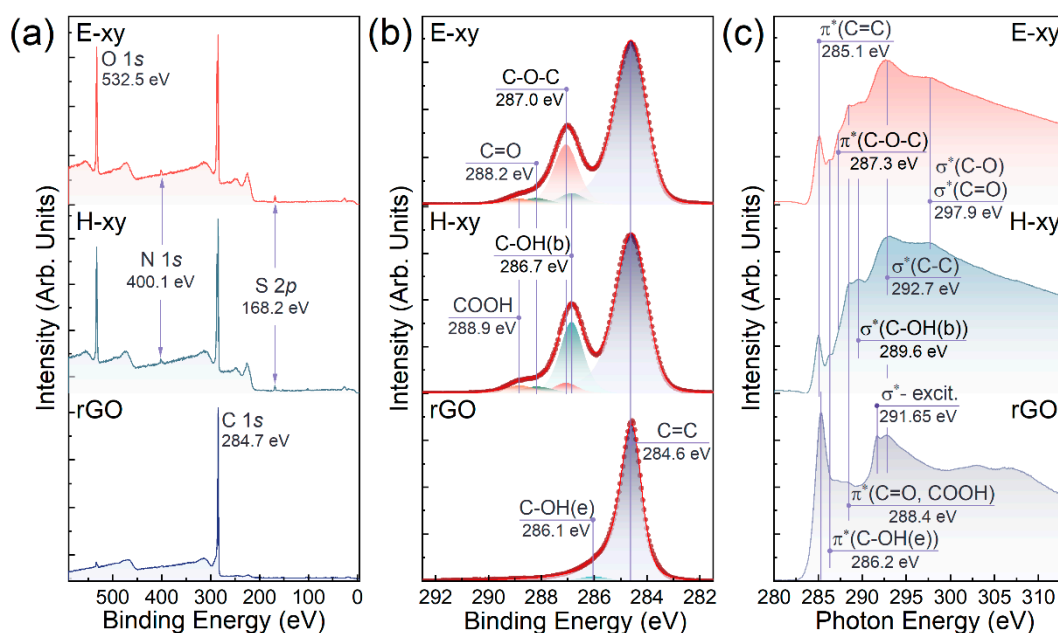 (a)
E-xy
O 1s
532.5 eV
H-xy
N 1s
400.1 eV
S 2p
168.2 eV
rGO
C 1s
284.7 eV
Intensity (Arb. Units)
500 400 300 200 100 0
Binding Energy (eV)
(b)
E-xy
C-O-C
287.0 eV
C=O
288.2 eV
H-xy
C-OH(b)
286.7 eV
COOH
288.9 eV
rGO
C=C
284.6 eV
C-OH(e)
286.1 eV
Intensity (Arb. Units)
292 290 288 286 284 282
Binding Energy (eV)
(c)
π*(C=C)
285.1 eV
E-xy
π*(C-O-C)
287.3 eV
σ*(C-O)
σ*(C=O)
297.9 eV
H-xy
σ*(C-C)
292.7 eV
σ*(C-OH(b))
289.6 eV
σ*- excit.
291.65 eV
rGO
π*(C=O, COOH)
288.4 eV
π*(C-OH(e))
286.2 eV
Intensity (Arb. Units)
280 285 290 295 300 305 310
Photon Energy (eV)